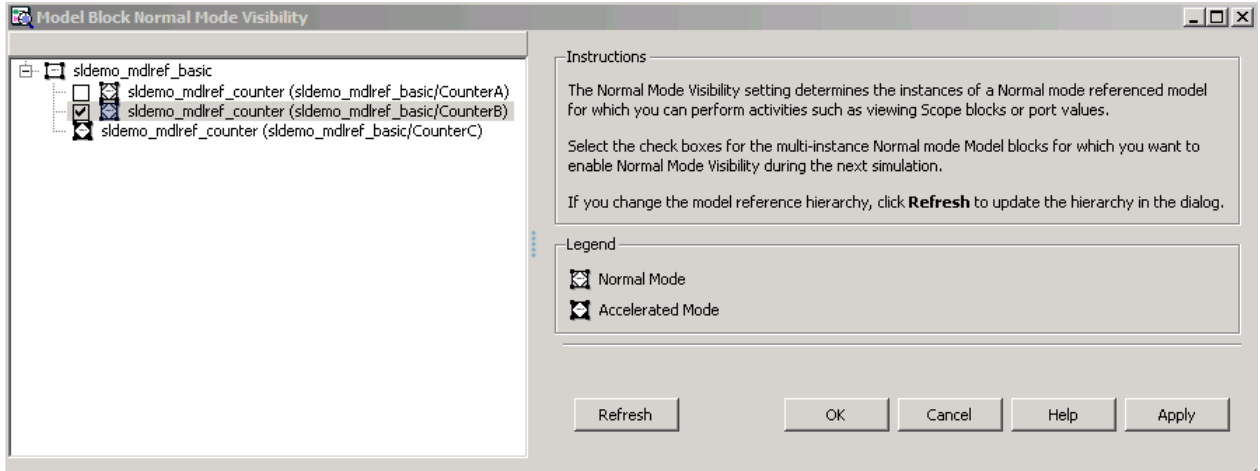 Model Block Normal Mode Visibility
sldemo_mdlref_basic
sldemo_mdlref_counter (sldemo_mdlref_basic/CounterA)
sldemo_mdlref_counter (sldemo_mdlref_basic/CounterB)
sldemo_mdlref_counter (sldemo_mdlref_basic/CounterC)
Instructions
The Normal Mode Visibility setting determines the instances of a Normal mode referenced model
for which you can perform activities such as viewing Scope blocks or port values.
Select the check boxes for the multi-instance Normal mode Model blocks for which you want to
enable Normal Mode Visibility during the next simulation.
If you change the model reference hierarchy, click Refresh to update the hierarchy in the dialog.
Legend
Normal Mode
Accelerated Mode
Refresh
OK
Cancel
Help
Apply